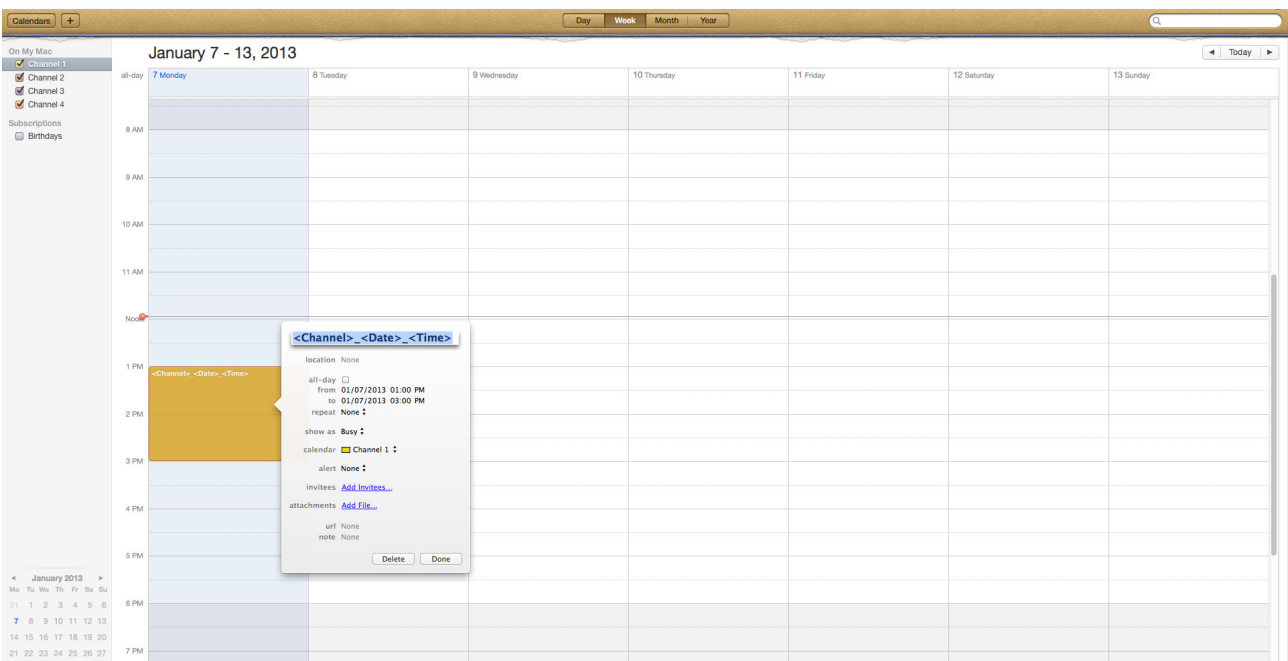 Calendars +
Day Week Month Year
On My Mac
Channel 1
Channel 2
Channel 3
Channel 4
Subscriptions
Birthdays
January 7 - 13, 2013
Today
all-day 7 Monday 8 Tuesday 9 Wednesday 10 Thursday 11 Friday 12 Saturday 13 Sunday
8 AM
9 AM
10 AM
11 AM
Noon
1 PM
2 PM
3 PM
4 PM
5 PM
6 PM
7 PM
<Channel>_<Date>_<Time>
<Channel>_<Date>_<Time>
location None
all-day
from 01/07/2013 01:00 PM
to 01/07/2013 03:00 PM
repeat None
show as Busy
calendar Channel 1
alert None
invitees Add Invitees...
attachments Add File...
url None
note None
Delete Done
January 2013
Mo Tu We Th Fr Sa Su
31 1 2 3 4 5 6
7 8 9 10 11 12 13
14 15 16 17 18 19 20
21 22 23 24 25 26 27